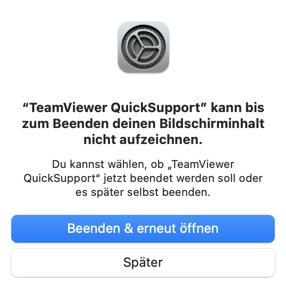 “TeamViewer QuickSupport” kann bis
zum Beenden deinen Bildschirminhalt
nicht aufzeichnen.
Du kannst wählen, ob „TeamViewer
QuickSupport“ jetzt beendet werden soll oder
es später selbst beenden.
Beenden & erneut öffnen
Später